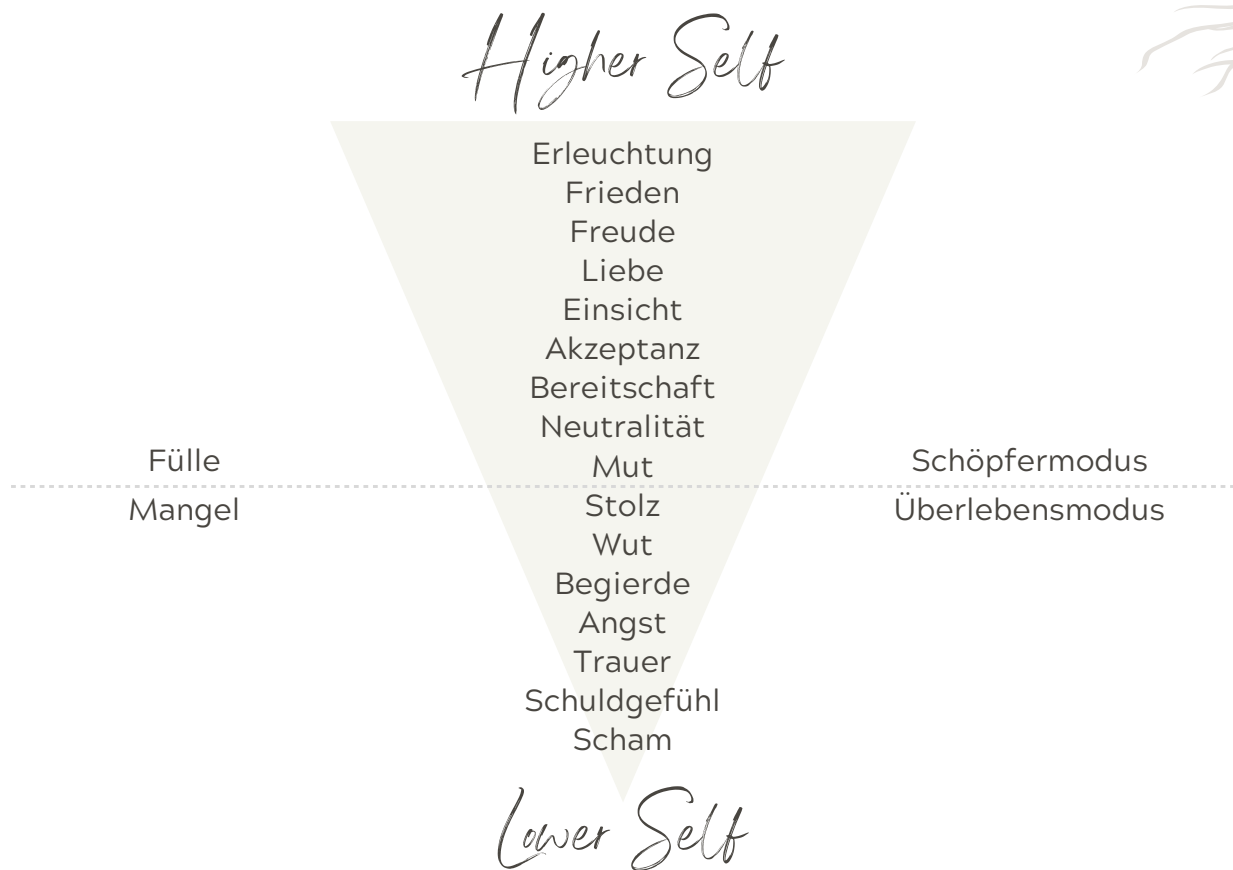 Higher Self
Erleuchtung
Frieden
Freude
Liebe
Einsicht
Akzeptanz
Bereitschaft
Neutralität
Fülle
Mut
Schöpfermodus
Mangel
Stolz
Überlebensmodus
Wut
Begierde
Angst
Trauer
Schuldgefühl
Scham
Lower Self